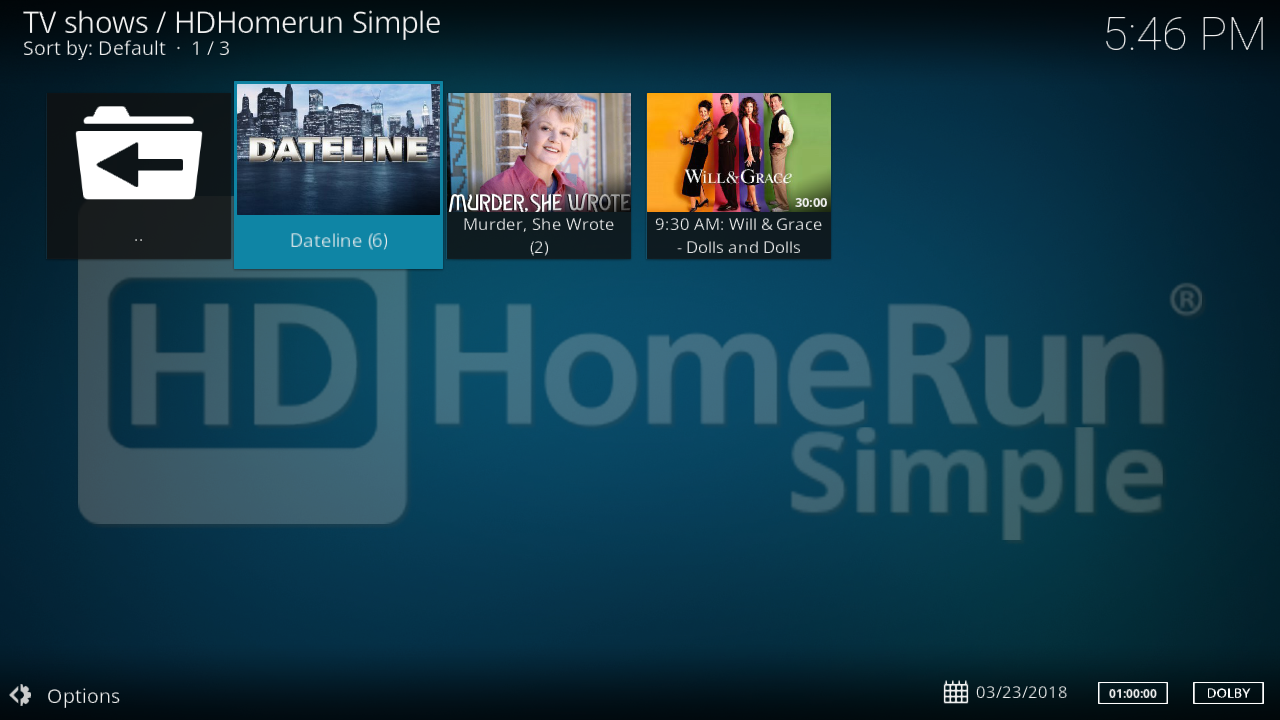 TV shows / HDHomerun Simple
Sort by: Default · 1 / 3
5:46 PM
..
DATELINE
Dateline (6)
MURDER, SHE WROTE
Murder, She Wrote
(2)
WILL & GRACE
30:00
9:30 AM: Will & Grace
- Dolls and Dolls
HD HomeRun®
Simple
Options
03/23/2018
01:00:00
DOLBY